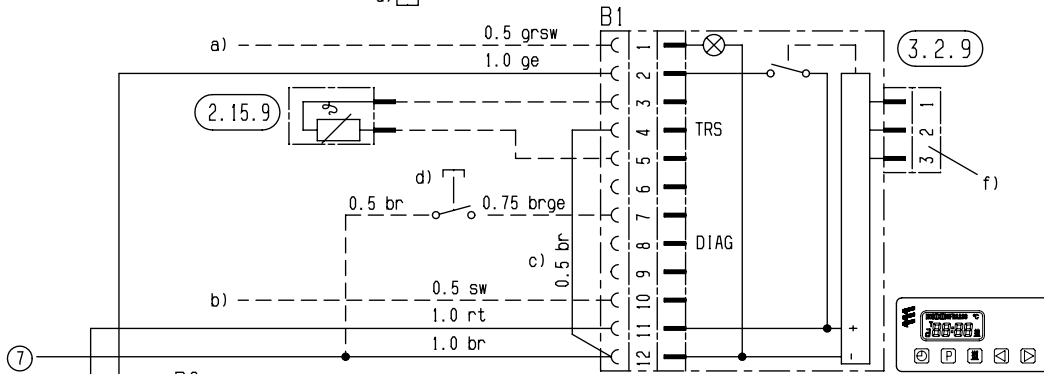 B1
a)
0.5 grsw
1
3.2.9
1.0 ge
2
2.15.9
3
1
4
TRS
2
5
3
d)
6
f)
0.5 br
0.75 brge
7
8
DIAG
c)
0.5 br
9
b)
0.5 sw
10
1.0 rt
11
+
7
1.0 br
12
-
P